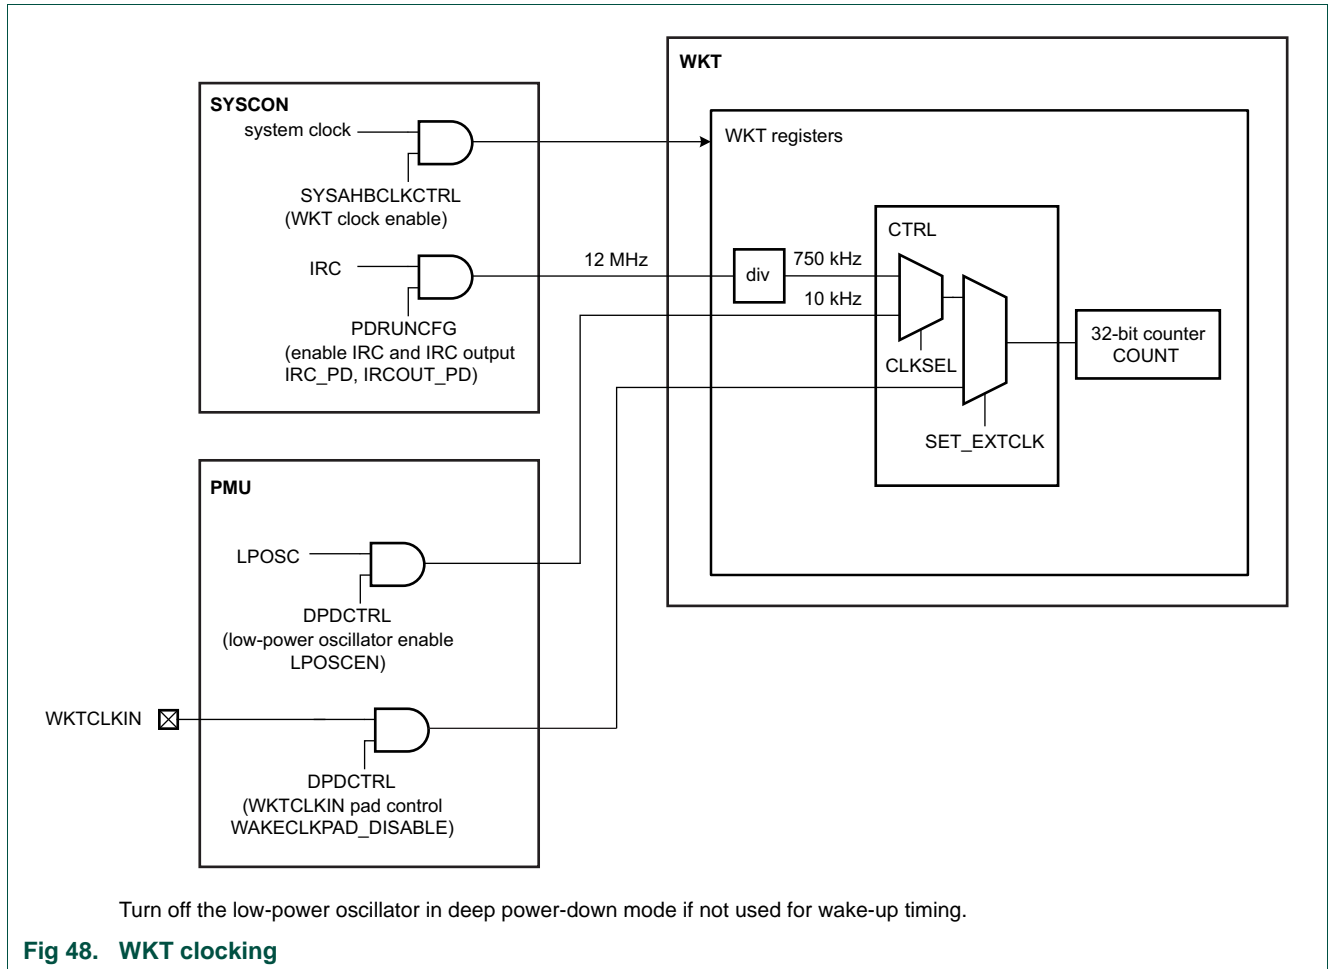 WKT
SYSCON
system clock
WKT registers
SYSAHBCLKCTRL
(WKT clock enable)
CTRL
IRC
12 MHz
div
750 kHz
10 kHz
PDRUNCFG
(enable IRC and IRC output
IRC_PD, IRCOUT_PD)
CLKSEL
32-bit counter
COUNT
SET_EXTCLK
PMU
LPOSC
DPDCTRL
(low-power oscillator enable
LPOSCEN)
WKTCLKIN
DPDCTRL
(WKTCLKIN pad control
WAKECLKPAD_DISABLE)
Turn off the low-power oscillator in deep power-down mode if not used for wake-up timing.
Fig 48. WKT clocking